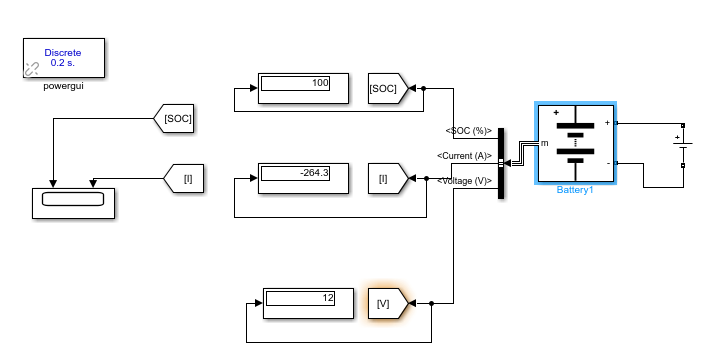 Discrete
0.2 s.
powergui
100
[SOC]
[SOC]
<SOC (%)>
<Current (A)>
-264.3
[I]
[I]
<Voltage (V)>
+
m
+
-
+
Battery1
12
[V]